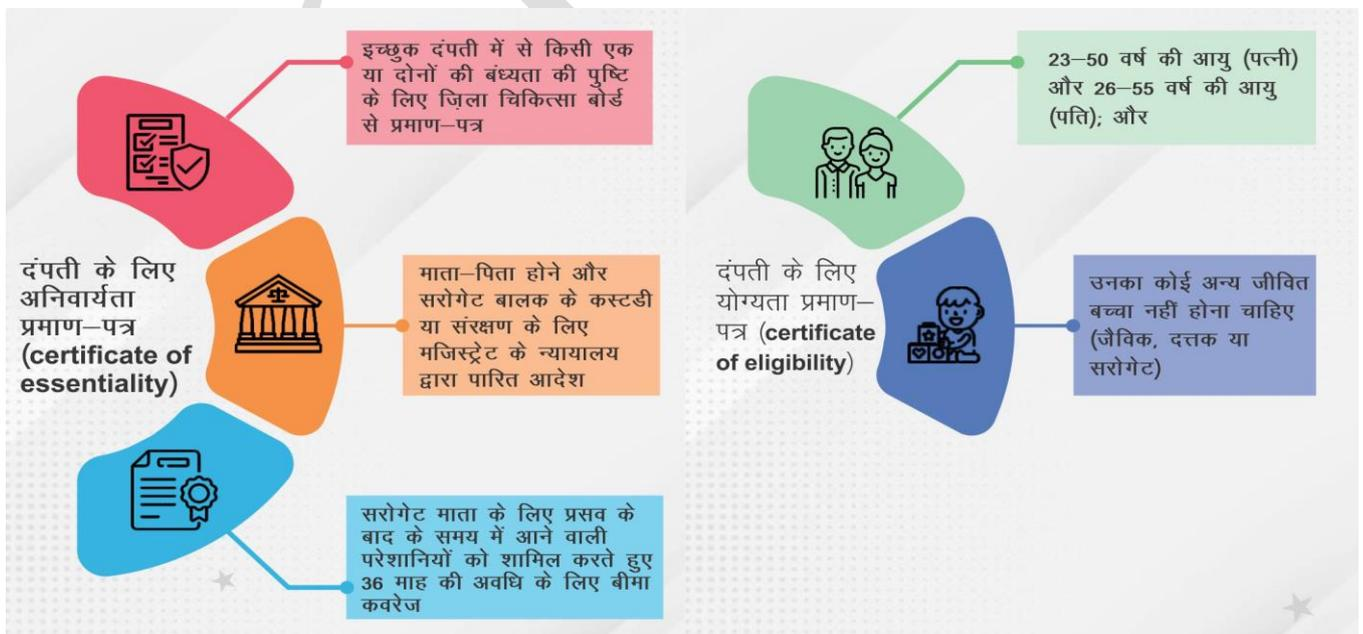 इच्छुक दंपती में से किसी एक
या दोनों की बंध्यता की पुष्टि
के लिए ज़िला चिकित्सा बोर्ड
से प्रमाण–पत्र
दंपती के लिए
अनिवार्यता
प्रमाण–पत्र
(certificate of
essentiality)
माता–पिता होने और
सरोगेट बालक के कस्टडी
या संरक्षण के लिए
मजिस्ट्रेट के न्यायालय
द्वारा पारित आदेश
सरोगेट माता के लिए प्रसव के
बाद के समय में आने वाली
परेशानियों को शामिल करते हुए
36 माह की अवधि के लिए बीमा
कवरेज
23–50 वर्ष की आयु (पत्नी)
और 26–55 वर्ष की आयु
(पति); और
दंपती के लिए
योग्यता प्रमाण–
पत्र (certificate
of eligibility)
उनका कोई अन्य जीवित
बच्चा नहीं होना चाहिए
(जैविक, दत्तक या
सरोगेट)